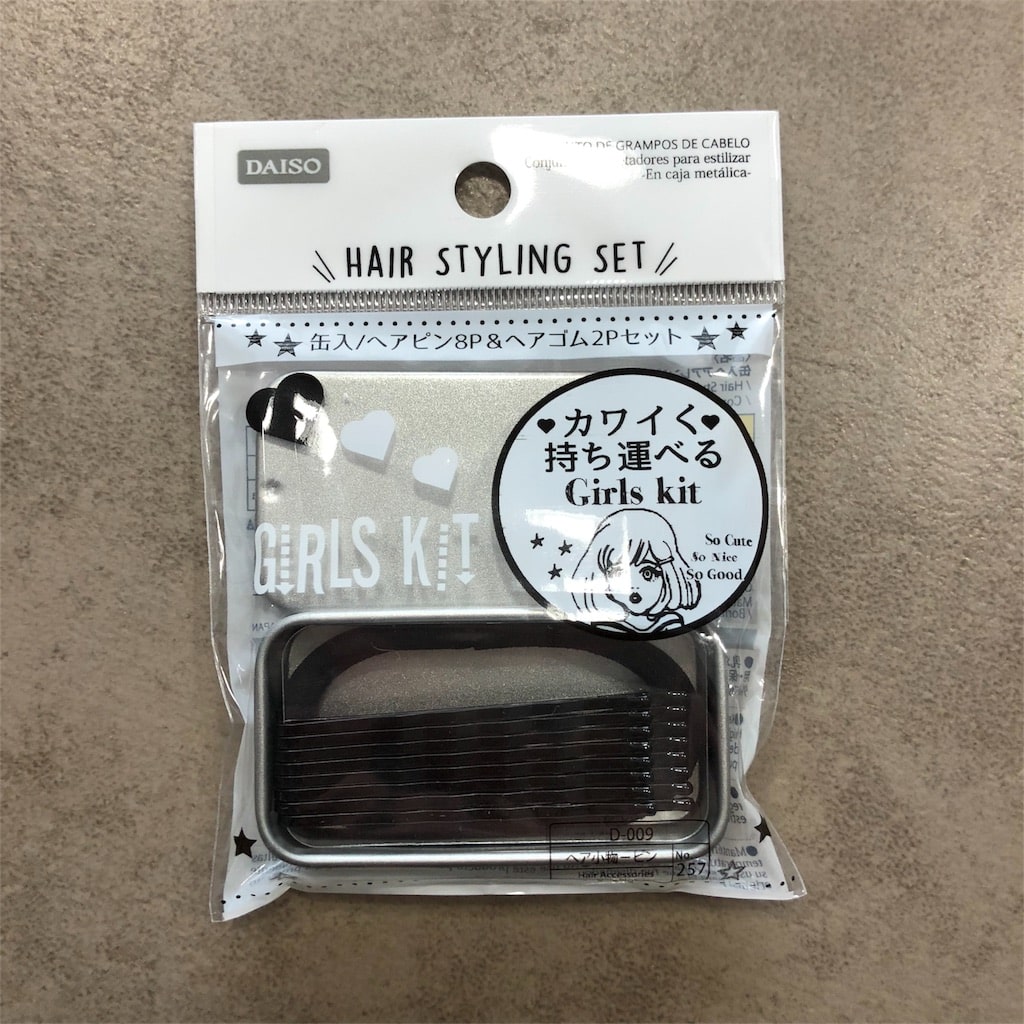 DAISO
DE GRAMPOS DE CABELO
para estilizar
-En caja metálica-
HAIR STYLING SET
缶入/ヘアピン8P&ヘアゴム2Pセット
カワイく
持ち運べる
Girls kit
So Cute
So Nice
So Good
GIRLS KIT
D-009
ヘア小物-ピン
Hair Accessories
No.
257